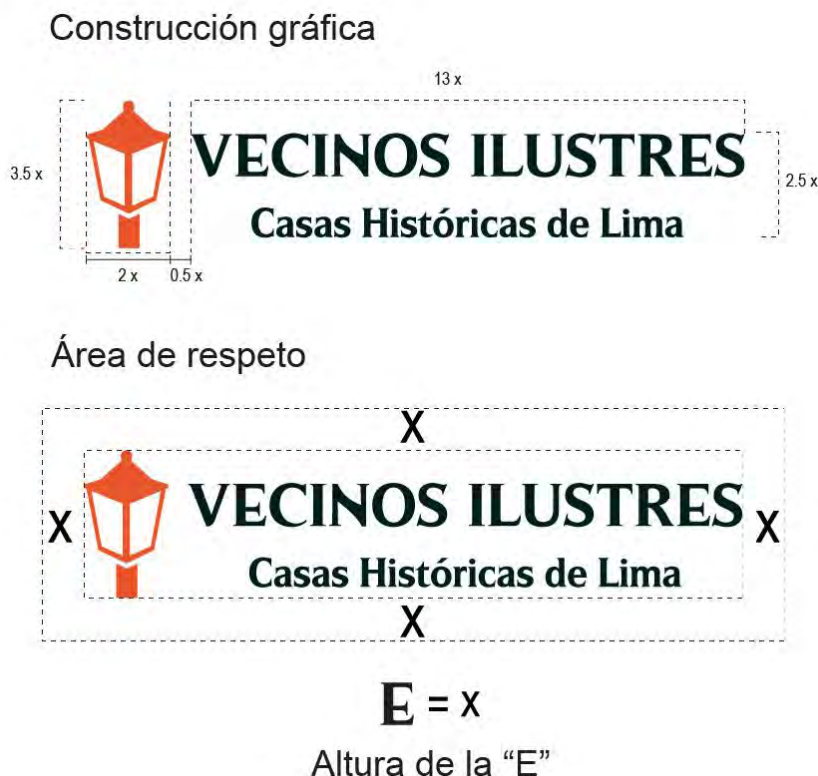 Construcción gráfica
13 x
3.5 x
VECINOS ILUSTRES
2.5 x
Casas Históricas de Lima
2 x
0.5 x
Área de respeto
X
X
VECINOS ILUSTRES
X
Casas Históricas de Lima
X
E = x
Altura de la “E”